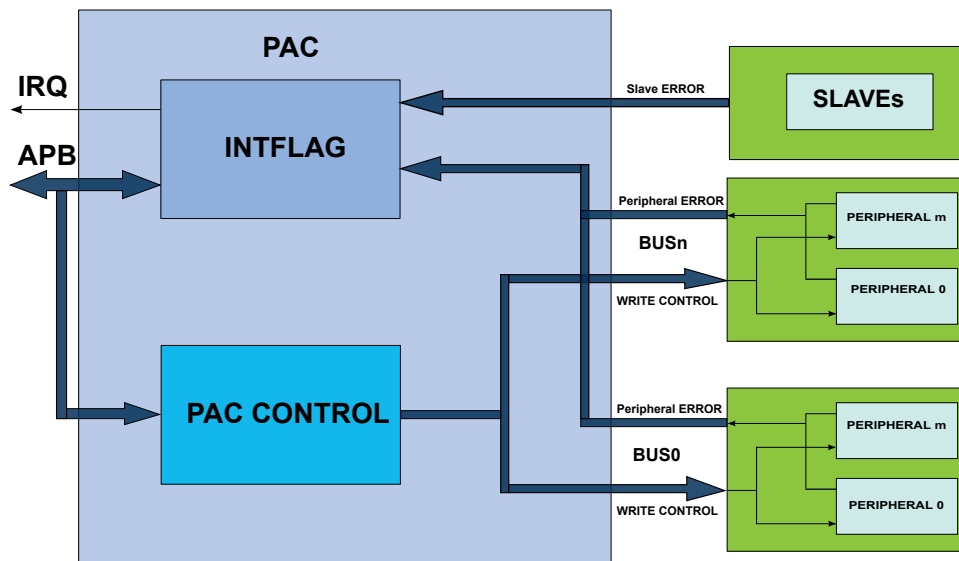 PAC
IRQ
APB
INTFLAG
PAC CONTROL
Slave ERROR
SLAVEs
Peripheral ERROR
BUSn
WRITE CONTROL
PERIPHERAL m
PERIPHERAL 0
Peripheral ERROR
BUS0
WRITE CONTROL
PERIPHERAL m
PERIPHERAL 0